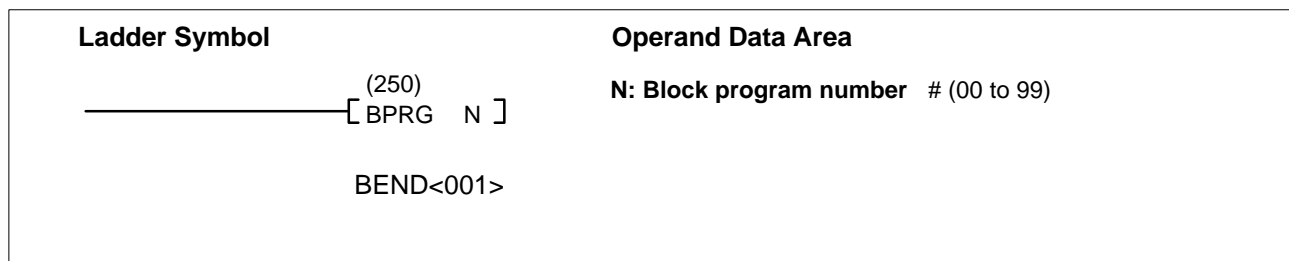 Ladder Symbol
Operand Data Area
(250)
BPRG N
N: Block program number # (00 to 99)
BEND<001>